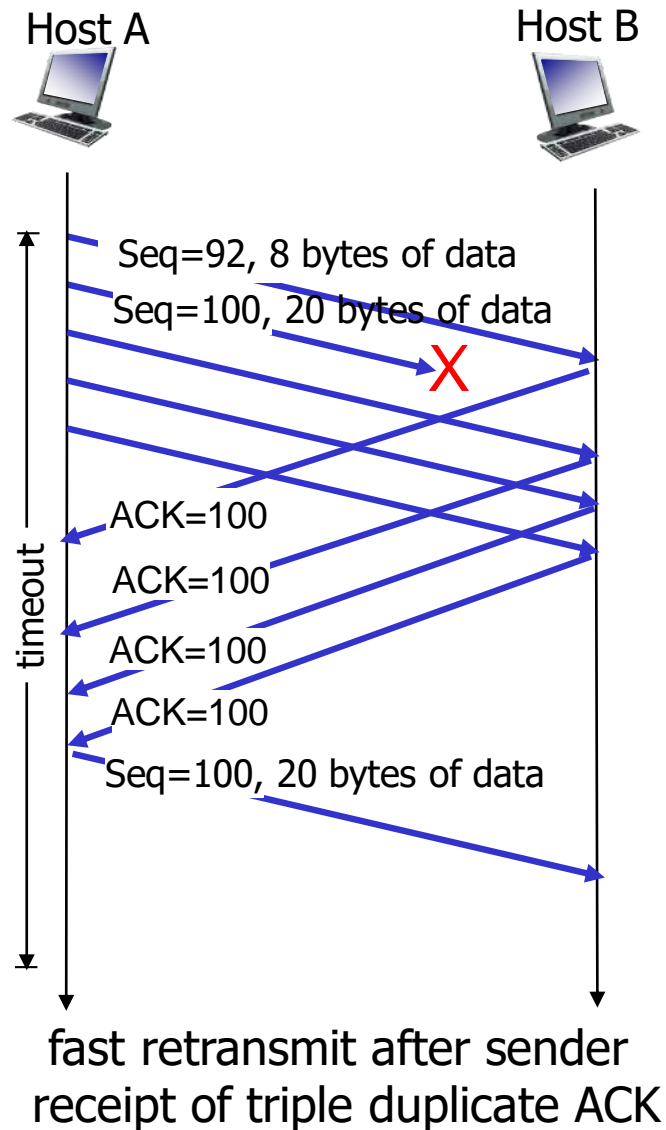 Host A
Host B
Seq=92, 8 bytes of data
Seq=100, 20 bytes of data
X
ACK=100
timeout
ACK=100
ACK=100
ACK=100
Seq=100, 20 bytes of data
fast retransmit after sender
receipt of triple duplicate ACK